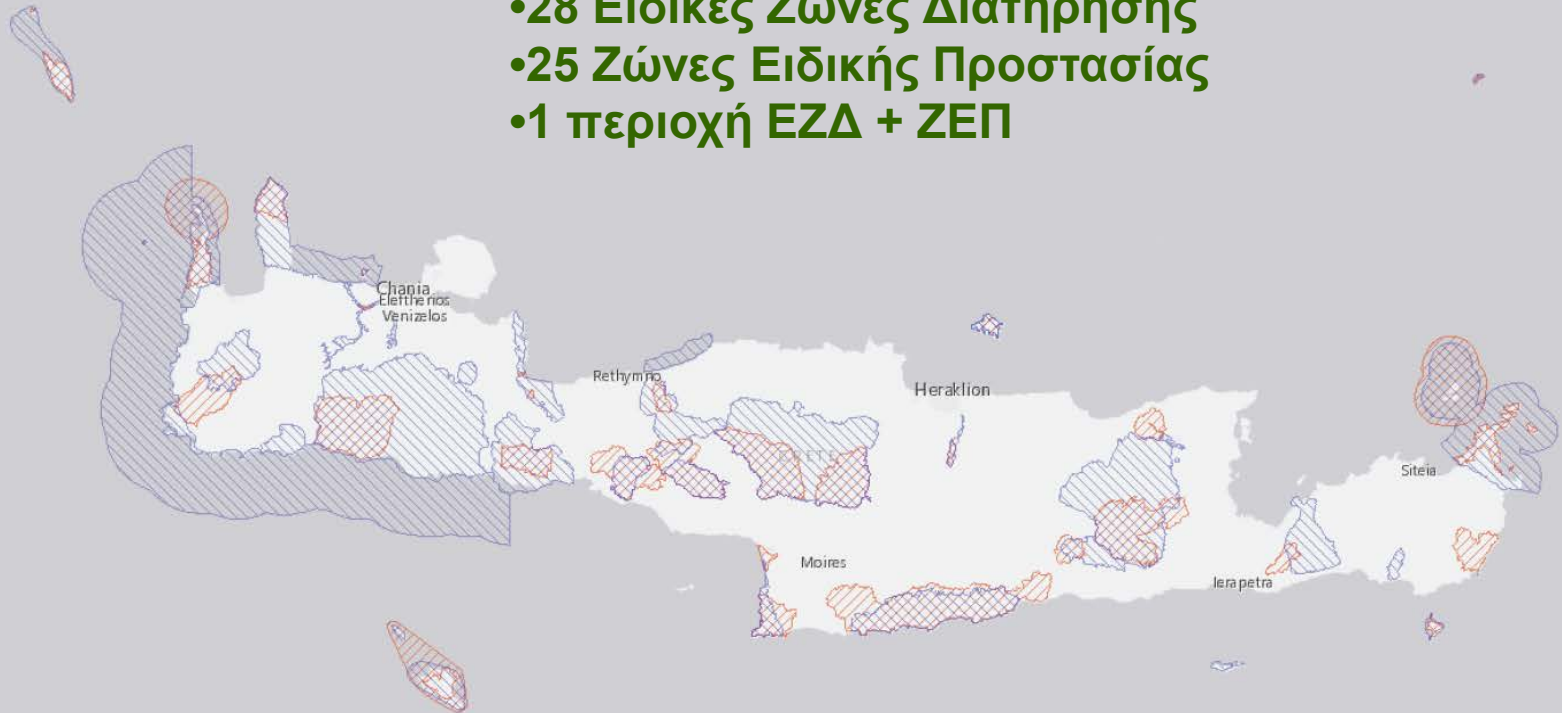 •28 Ειδικές Ζώνες Διατήρησης
•25 Ζώνες Ειδικής Προστασίας
•1 περιοχή ΕΖΔ + ΖΕΠ
Chania
Eleftherios
Venizelos
Rethymno
Heraklion
CRETE
Siteia
Moires
Ierapetra